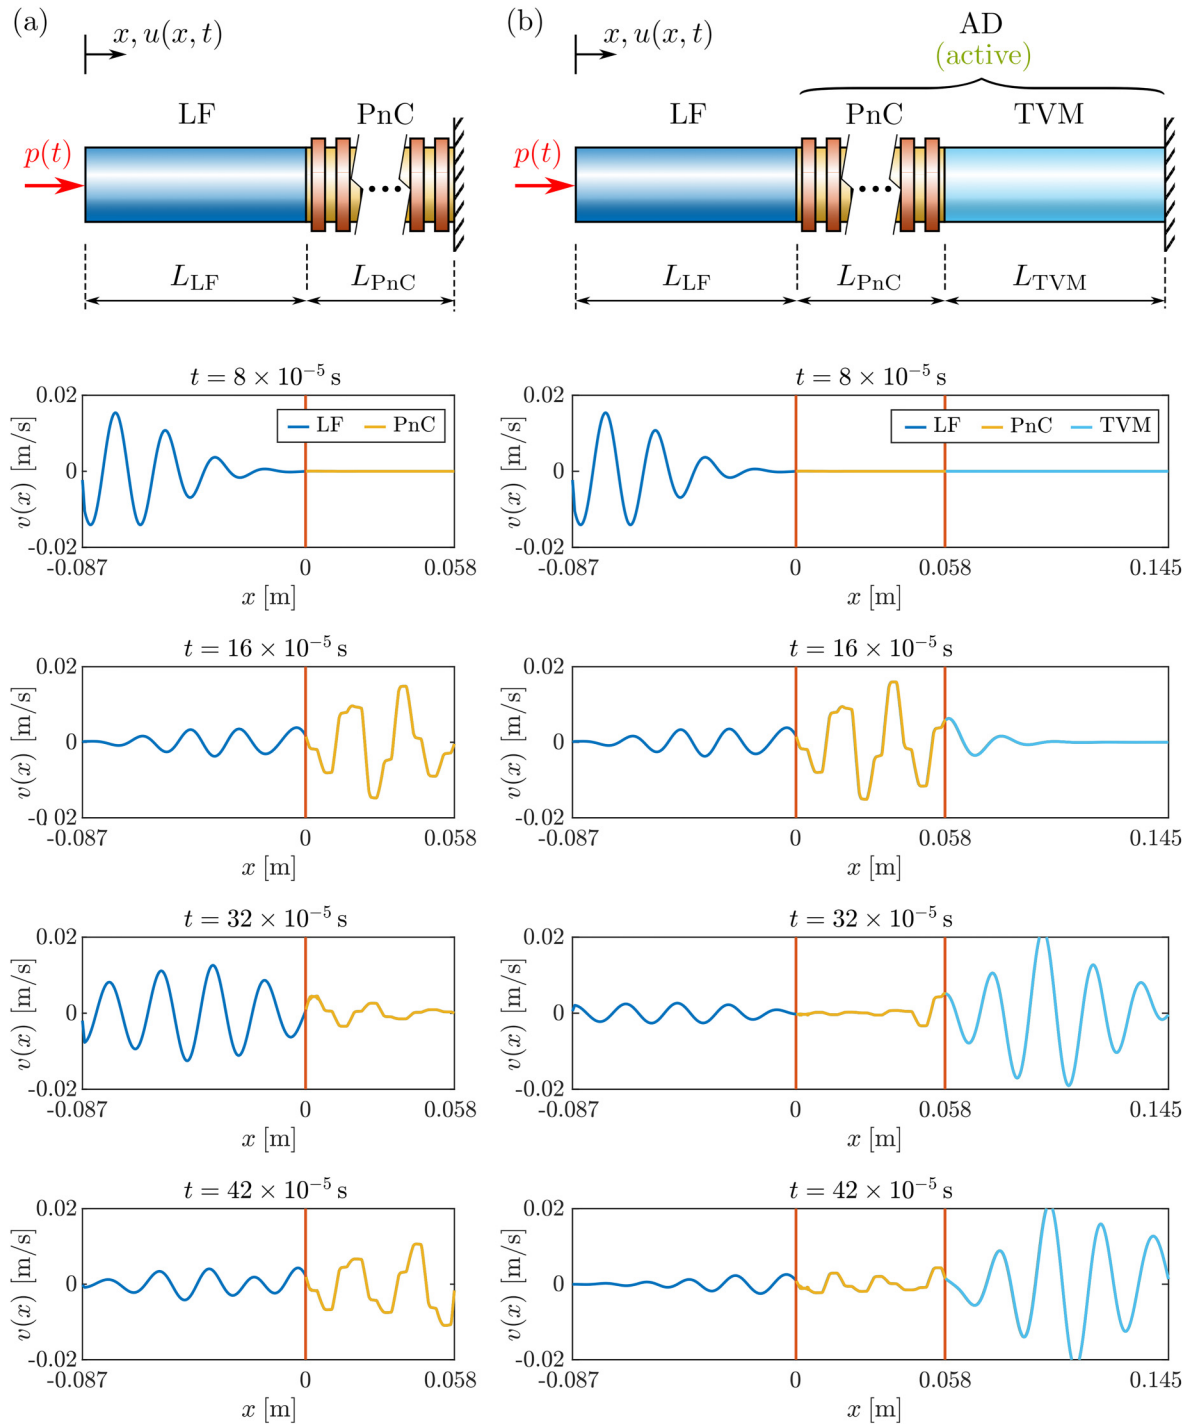 (a)
x, u(x, t)
LF
PnC
p(t)
L_LF
L_PnC
(b)
x, u(x, t)
AD
(active)
LF
PnC
TVM
p(t)
L_LF
L_PnC
L_TVM
t = 8 × 10⁻⁵ s
v(x) [m/s]
0.02
0
-0.02
LF
PnC
-0.087
0
0.058
x [m]
t = 8 × 10⁻⁵ s
v(x) [m/s]
0.02
0
-0.02
LF
PnC
TVM
-0.087
0
0.058
0.145
x [m]
t = 16 × 10⁻⁵ s
v(x) [m/s]
0.02
0
-0.02
-0.087
0
0.058
x [m]
t = 16 × 10⁻⁵ s
v(x) [m/s]
0.02
0
-0.02
-0.087
0
0.058
0.145
x [m]
t = 32 × 10⁻⁵ s
v(x) [m/s]
0.02
0
-0.02
-0.087
0
0.058
x [m]
t = 32 × 10⁻⁵ s
v(x) [m/s]
0.02
0
-0.02
-0.087
0
0.058
0.145
x [m]
t = 42 × 10⁻⁵ s
v(x) [m/s]
0.02
0
-0.02
-0.087
0
0.058
x [m]
t = 42 × 10⁻⁵ s
v(x) [m/s]
0.02
0
-0.02
-0.087
0
0.058
0.145
x [m]